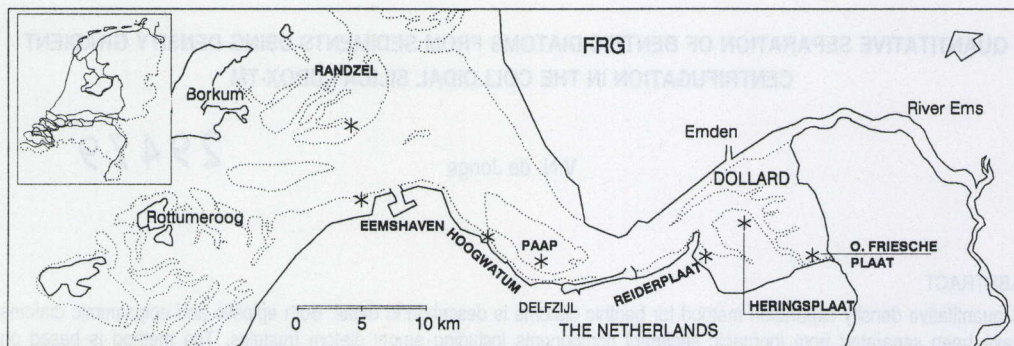 FRG
RANDZEL
Borkum
River Ems
Emden
DOLLARD
Rottumeroog
EEMSHAVEN
HOOGWATUM
PAAP
O. FRIESCHE
PLAAT
REIDERPLAAT
DELFZIJL
HERINGSPLAAT
0 5 10 km
THE NETHERLANDS
QUANTITATIVE SEPARATION OF BENTHIC DIATOMS FROM SEDIMENTS USING DENSITY GRADIENT
CENTRIFUGATION IN THE COLLOIDAL SILICA LUDOX-TM
29479
V.N. de Jonge